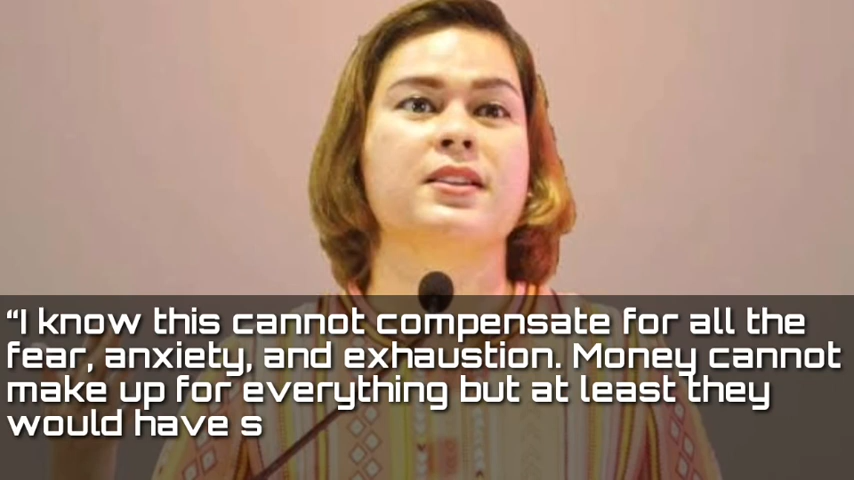 “I know this cannot compensate for all the
fear, anxiety, and exhaustion. Money cannot
make up for everything but at least they
would have s